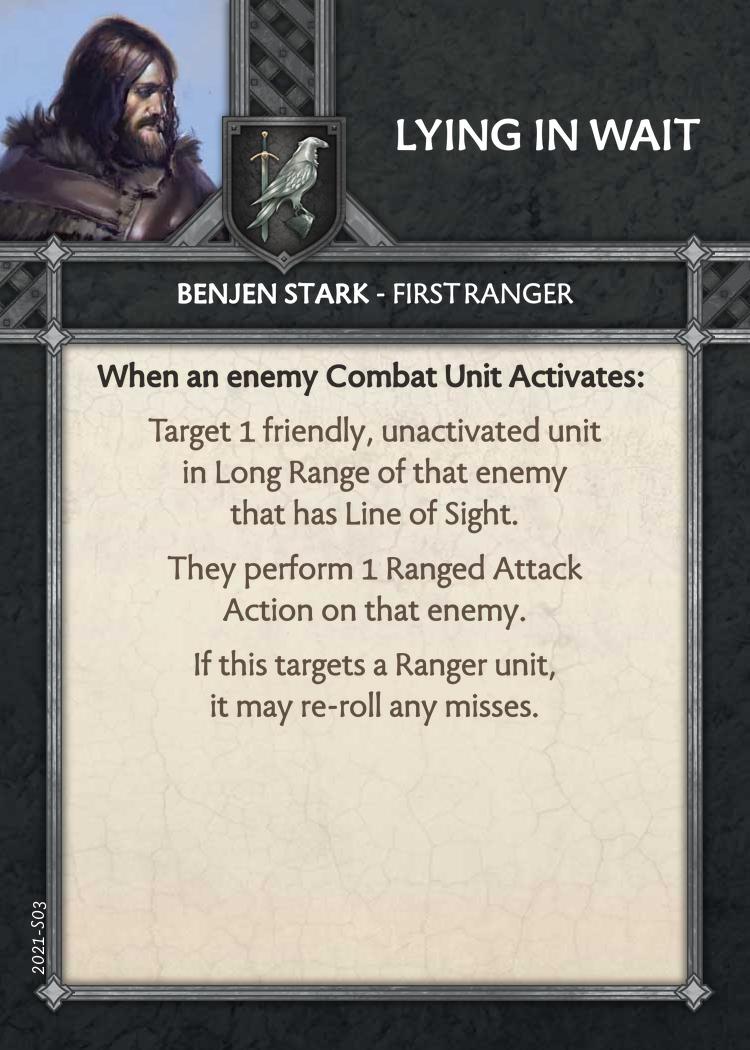 LYING IN WAIT
BENJEN STARK - FIRST RANGER
When an enemy Combat Unit Activates:
Target 1 friendly, unactivated unit
in Long Range of that enemy
that has Line of Sight.
They perform 1 Ranged Attack
Action on that enemy.
If this targets a Ranger unit,
it may re-roll any misses.
2021-S03